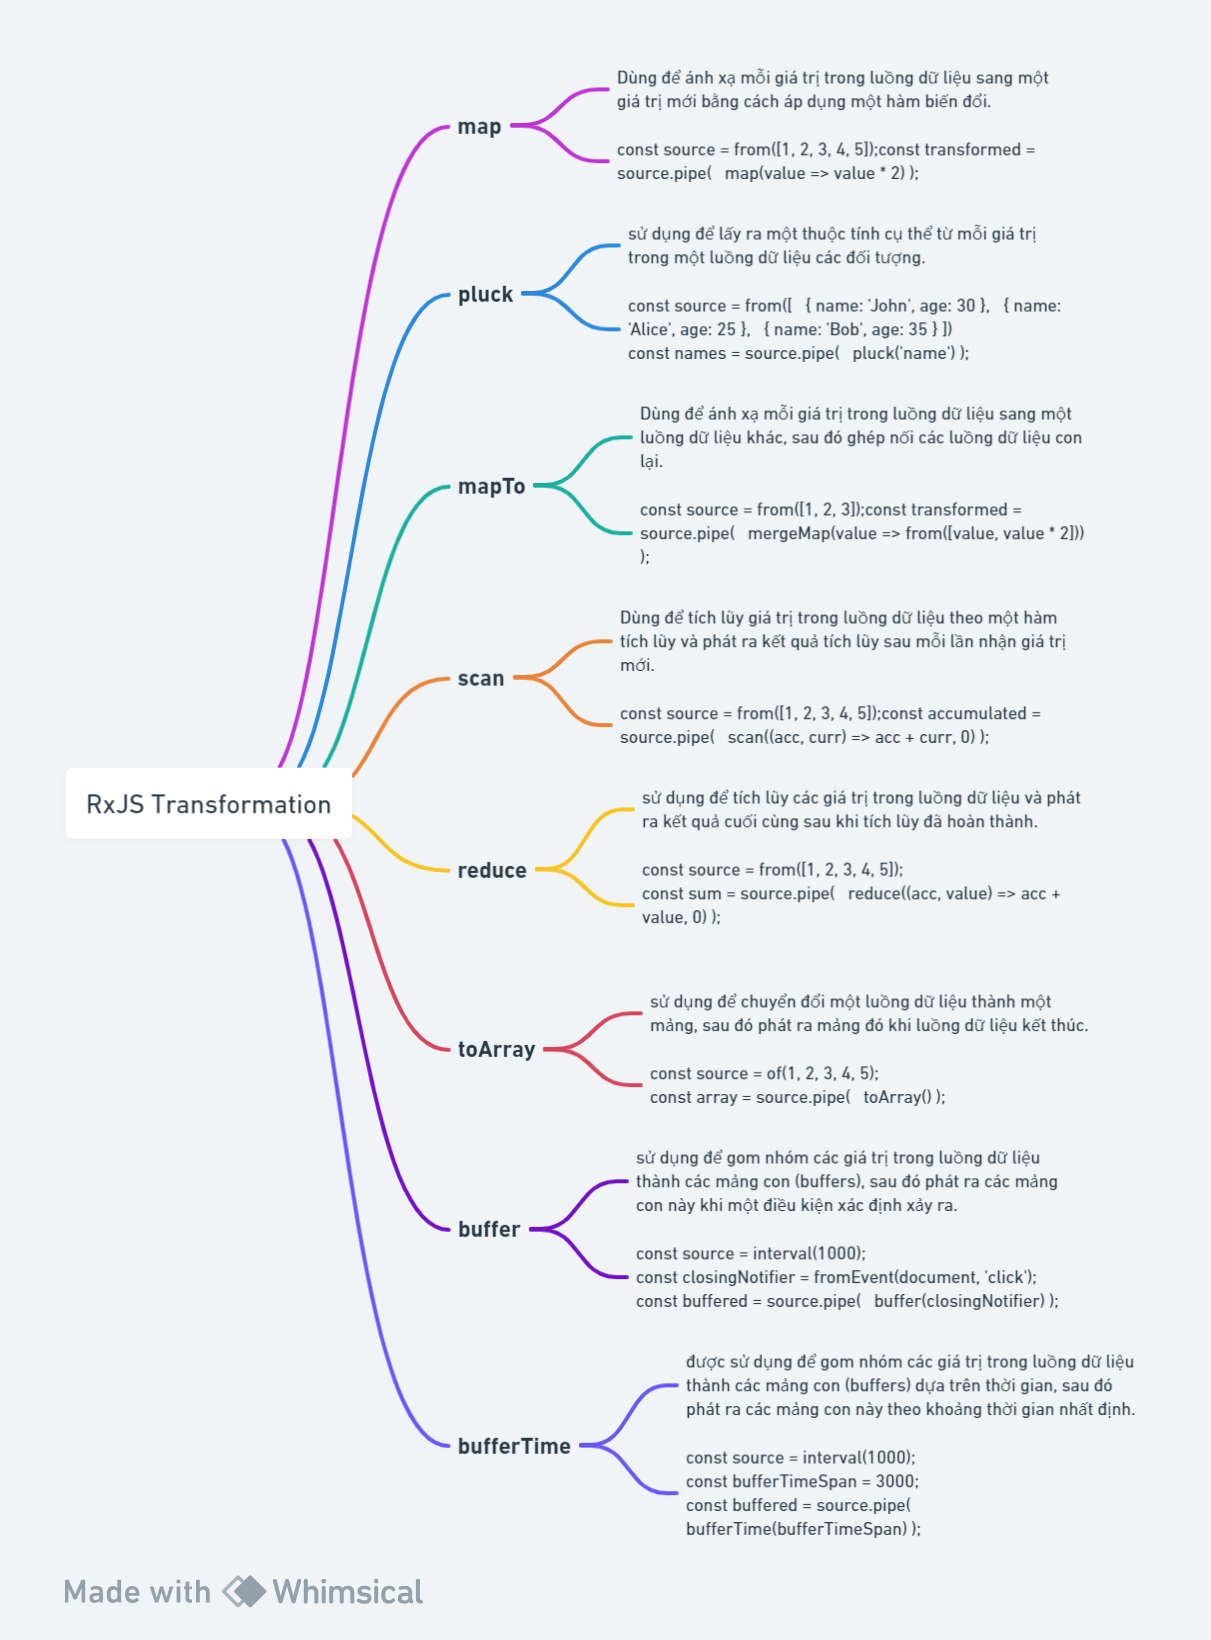 RxJS Transformation
map
Dùng để ánh xạ mỗi giá trị trong luồng dữ liệu sang một
giá trị mới bằng cách áp dụng một hàm biến đổi.
const source = from([1, 2, 3, 4, 5]);const transformed =
source.pipe(   map(value => value * 2) );
pluck
sử dụng để lấy ra một thuộc tính cụ thể từ mỗi giá trị
trong một luồng dữ liệu các đối tượng.
const source = from([   { name: 'John', age: 30 },   { name:
'Alice', age: 25 },   { name: 'Bob', age: 35 } ])
const names = source.pipe(   pluck('name') );
mapTo
Dùng để ánh xạ mỗi giá trị trong luồng dữ liệu sang một
luồng dữ liệu khác, sau đó ghép nối các luồng dữ liệu con
lại.
const source = from([1, 2, 3]);const transformed =
source.pipe(   mergeMap(value => from([value, value * 2]))
);
scan
Dùng để tích lũy giá trị trong luồng dữ liệu theo một hàm
tích lũy và phát ra kết quả tích lũy sau mỗi lần nhận giá trị
mới.
const source = from([1, 2, 3, 4, 5]);const accumulated =
source.pipe(   scan((acc, curr) => acc + curr, 0) );
reduce
sử dụng để tích lũy các giá trị trong luồng dữ liệu và phát
ra kết quả cuối cùng sau khi tích lũy đã hoàn thành.
const source = from([1, 2, 3, 4, 5]);
const sum = source.pipe(   reduce((acc, value) => acc +
value, 0) );
toArray
sử dụng để chuyển đổi một luồng dữ liệu thành một
mảng, sau đó phát ra mảng đó khi luồng dữ liệu kết thúc.
const source = of(1, 2, 3, 4, 5);
const array = source.pipe(   toArray() );
buffer
sử dụng để gom nhóm các giá trị trong luồng dữ liệu
thành các mảng con (buffers), sau đó phát ra các mảng
con này khi một điều kiện xác định xảy ra.
const source = interval(1000);
const closingNotifier = fromEvent(document, 'click');
const buffered = source.pipe(   buffer(closingNotifier) );
bufferTime
được sử dụng để gom nhóm các giá trị trong luồng dữ liệu
thành các mảng con (buffers) dựa trên thời gian, sau đó
phát ra các mảng con này theo khoảng thời gian nhất định.
const source = interval(1000);
const bufferTimeSpan = 3000;
const buffered = source.pipe(
bufferTime(bufferTimeSpan) );
Made with Whimsical